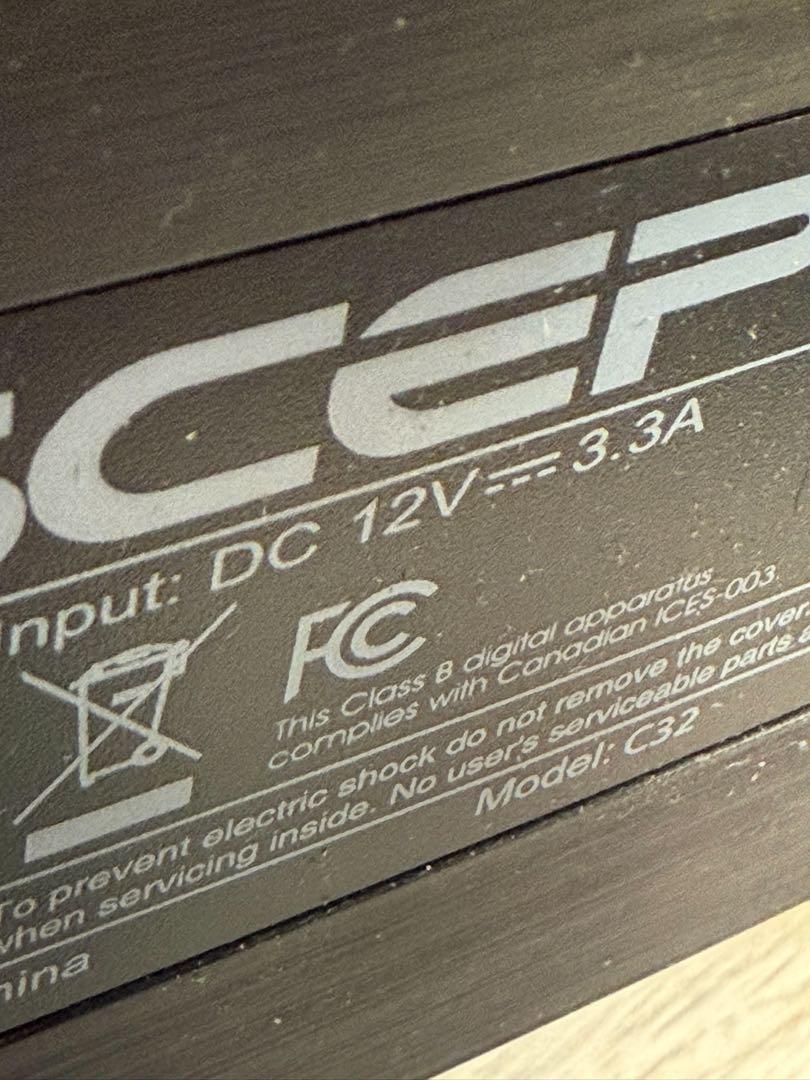 SCEP
Input: DC 12V⎓3.3A
FC
This Class B digital apparatus
complies with Canadian ICES-003.
To prevent electric shock do not remove the cover
when servicing inside. No user's serviceable parts
Model: C32
hina